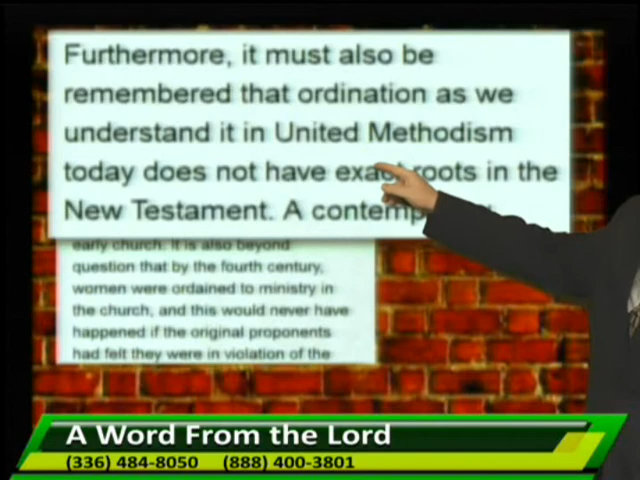 Furthermore, it must also be
remembered that ordination as we
understand it in United Methodism
today does not have exact roots in the
New Testament. A
early church. It is also beyond
question that by the fourth century,
women were ordained to ministry in
the church, and this would never have
happened if the original proponents
had felt they were in violation of the
A Word From the Lord
(336) 484-8050 (888) 400-3801